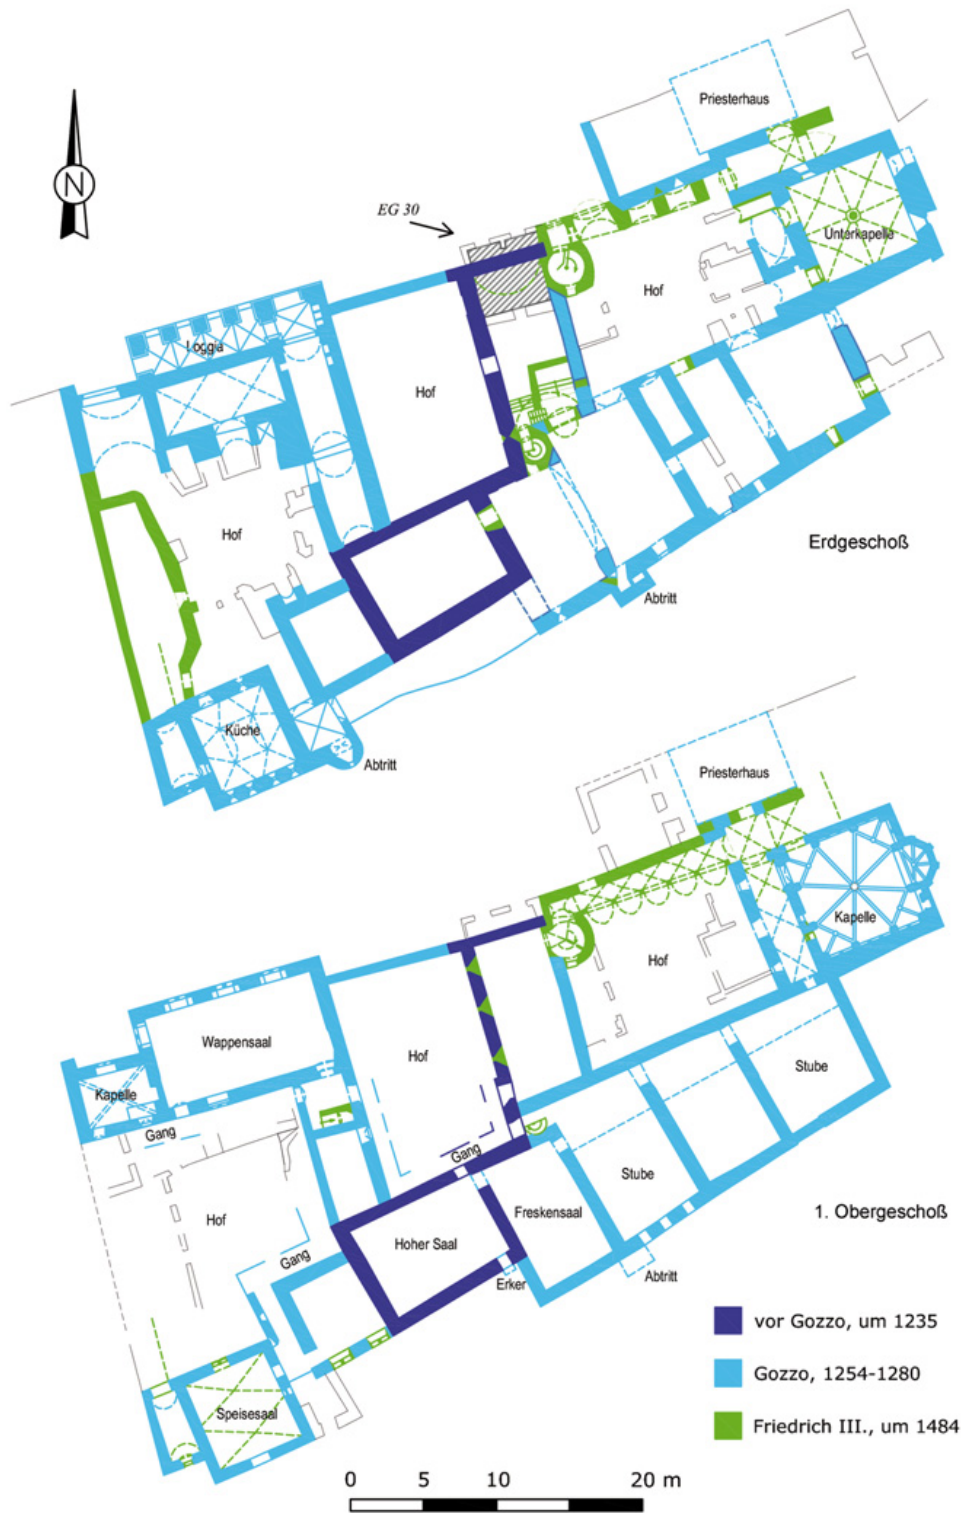 Priesterhaus
N
EG 30
Unterkapelle
Hof
Loggia
Hof
Hof
Erdgeschoß
Abtritt
Küche
Abtritt
Priesterhaus
Kapelle
Hof
Wappensaal
Hof
Stube
Kapelle
Gang
Gang
Stube
Hof
Freskensaal
1. Obergeschoß
Hoher Saal
Gang
Erker
Abtritt
vor Gozzo, um 1235
Gozzo, 1254-1280
Speisesaal
Friedrich III., um 1484
0 5 10 20 m